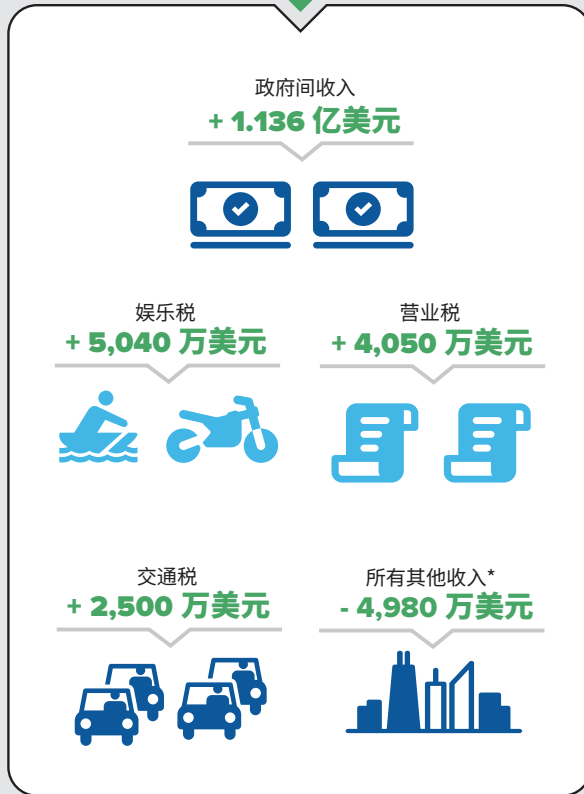 政府间收入
+ 1.136 亿美元
娱乐税
+ 5,040 万美元
营业税
+ 4,050 万美元
交通税
+ 2,500 万美元
所有其他收入*
- 4,980 万美元